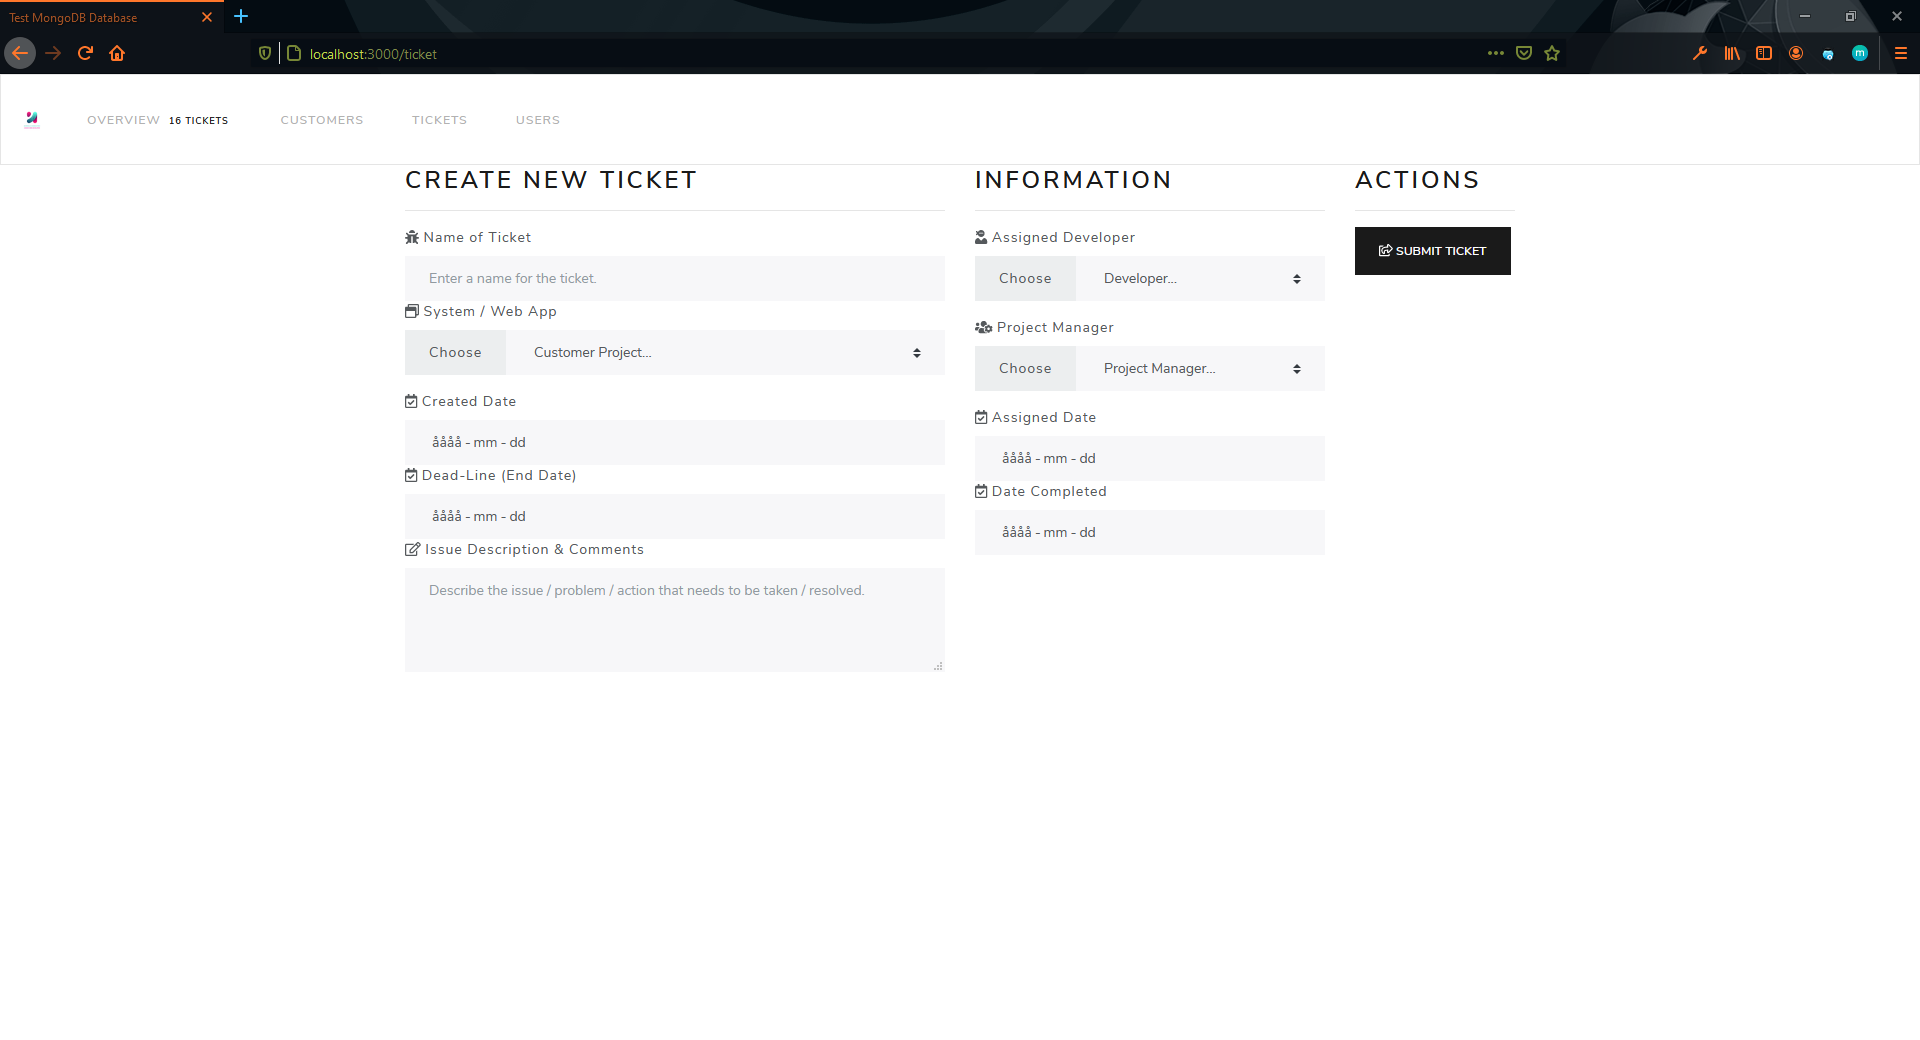 Test MongoDB Database
localhost:3000/ticket
OVERVIEW 16 TICKETS CUSTOMERS TICKETS USERS
CREATE NEW TICKET
Name of Ticket
Enter a name for the ticket.
System / Web App
Choose Customer Project...
Created Date
åååå - mm - dd
Dead-Line (End Date)
åååå - mm - dd
Issue Description & Comments
Describe the issue / problem / action that needs to be taken / resolved.
INFORMATION
Assigned Developer
Choose Developer...
Project Manager
Choose Project Manager...
Assigned Date
åååå - mm - dd
Date Completed
åååå - mm - dd
ACTIONS
SUBMIT TICKET